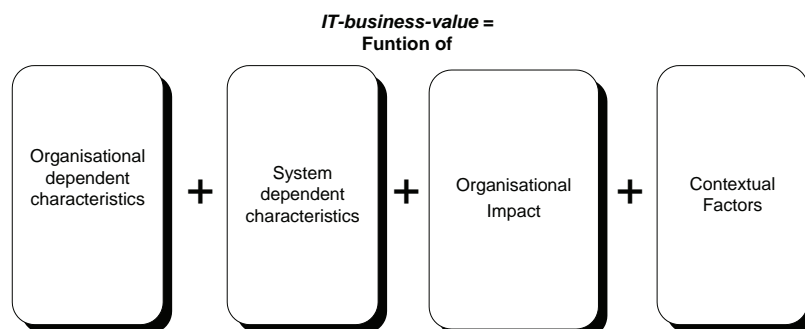 IT-business-value =
Funtion of
Organisational
dependent
characteristics
+
System
dependent
characteristics
+
Organisational
Impact
+
Contextual
Factors